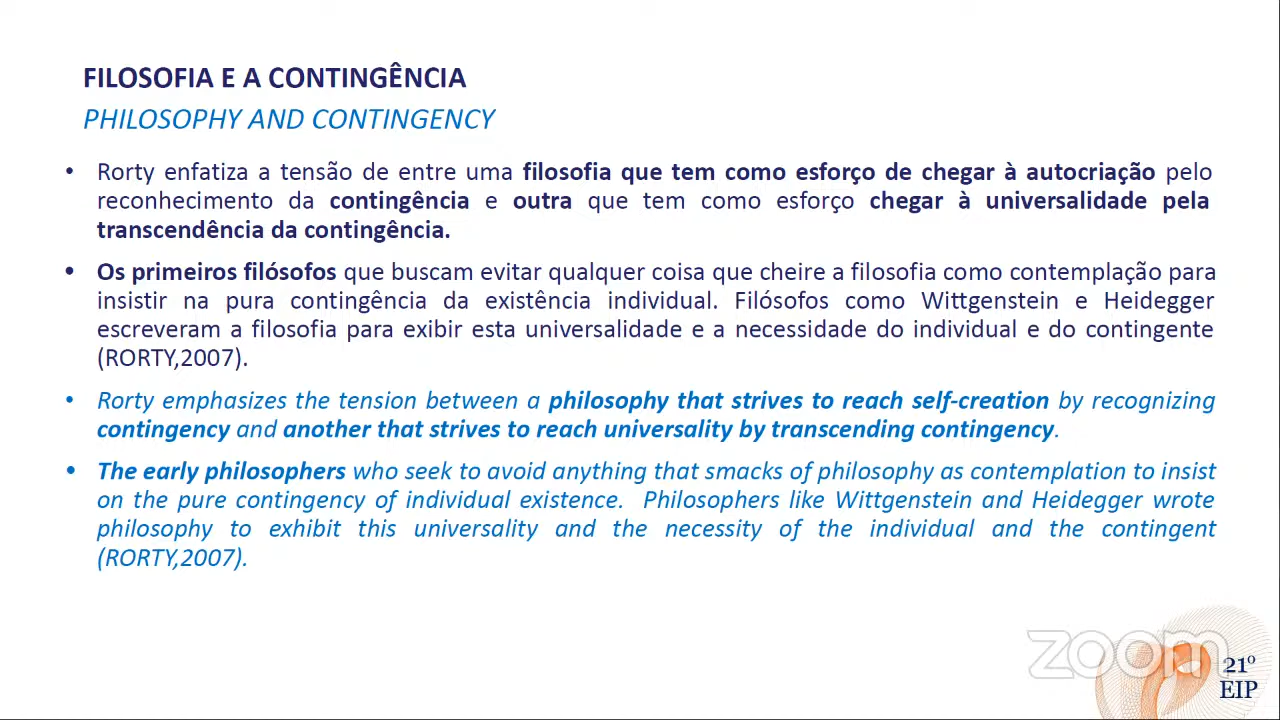 FILOSOFIA E A CONTINGÊNCIA
PHILOSOPHY AND CONTINGENCY
• Rorty enfatiza a tensão de entre uma filosofia que tem como esforço de chegar à autocriação pelo
reconhecimento da contingência e outra que tem como esforço chegar à universalidade pela
transcendência da contingência.
• Os primeiros filósofos que buscam evitar qualquer coisa que cheire a filosofia como contemplação para
insistir na pura contingência da existência individual. Filósofos como Wittgenstein e Heidegger
escreveram a filosofia para exibir esta universalidade e a necessidade do individual e do contingente
(RORTY,2007).
• Rorty emphasizes the tension between a philosophy that strives to reach self-creation by recognizing
contingency and another that strives to reach universality by transcending contingency.
• The early philosophers who seek to avoid anything that smacks of philosophy as contemplation to insist
on the pure contingency of individual existence. Philosophers like Wittgenstein and Heidegger wrote
philosophy to exhibit this universality and the necessity of the individual and the contingent
(RORTY,2007).
zoom
21º
EIP